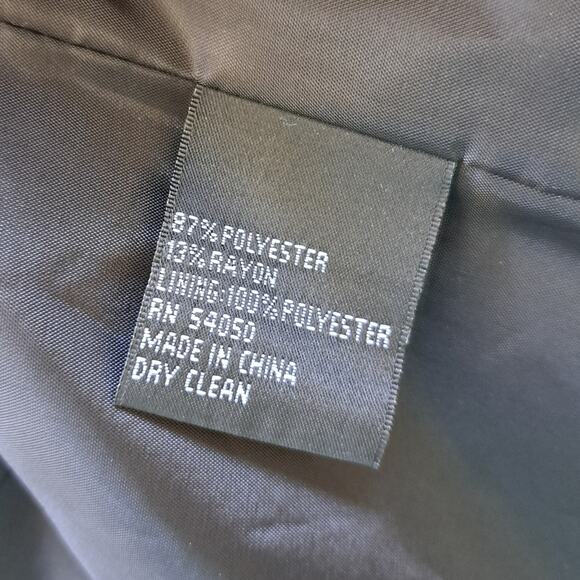 87% POLYESTER
13% RAYON
LINING-100% POLYESTER
RN 54050
MADE IN CHINA
DRY CLEAN